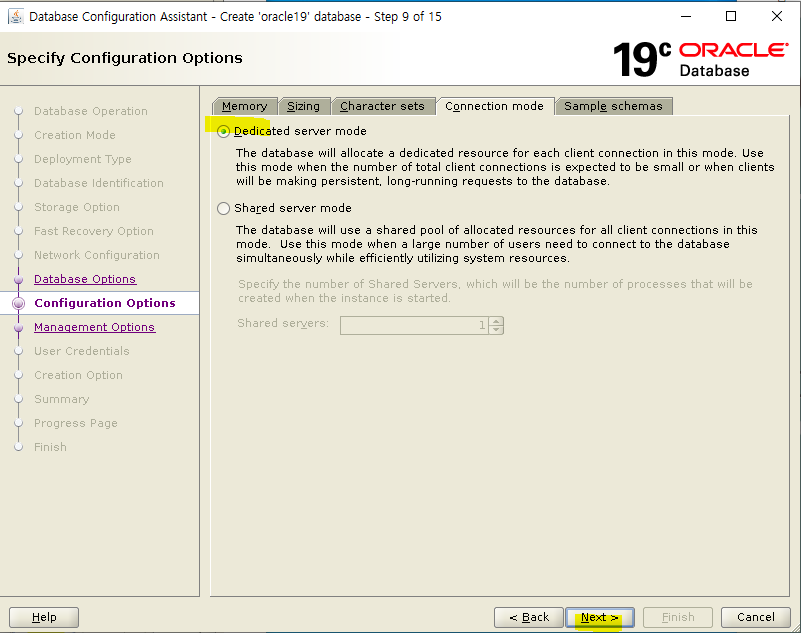 Database Configuration Assistant - Create 'oracle19' database - Step 9 of 15
Specify Configuration Options
19c ORACLE
Database
Database Operation
Creation Mode
Deployment Type
Database Identification
Storage Option
Fast Recovery Option
Network Configuration
Database Options
Configuration Options
Management Options
User Credentials
Creation Option
Summary
Progress Page
Finish
Memory Sizing Character sets Connection mode Sample schemas
Dedicated server mode
The database will allocate a dedicated resource for each client connection in this mode. Use
this mode when the number of total client connections is expected to be small or when clients
will be making persistent, long-running requests to the database.
Shared server mode
The database will use a shared pool of allocated resources for all client connections in this
mode. Use this mode when a large number of users need to connect to the database
simultaneously while efficiently utilizing system resources.
Specify the number of Shared Servers, which will be the number of processes that will be
created when the instance is started.
Shared servers: 1
Help < Back Next > Finish Cancel